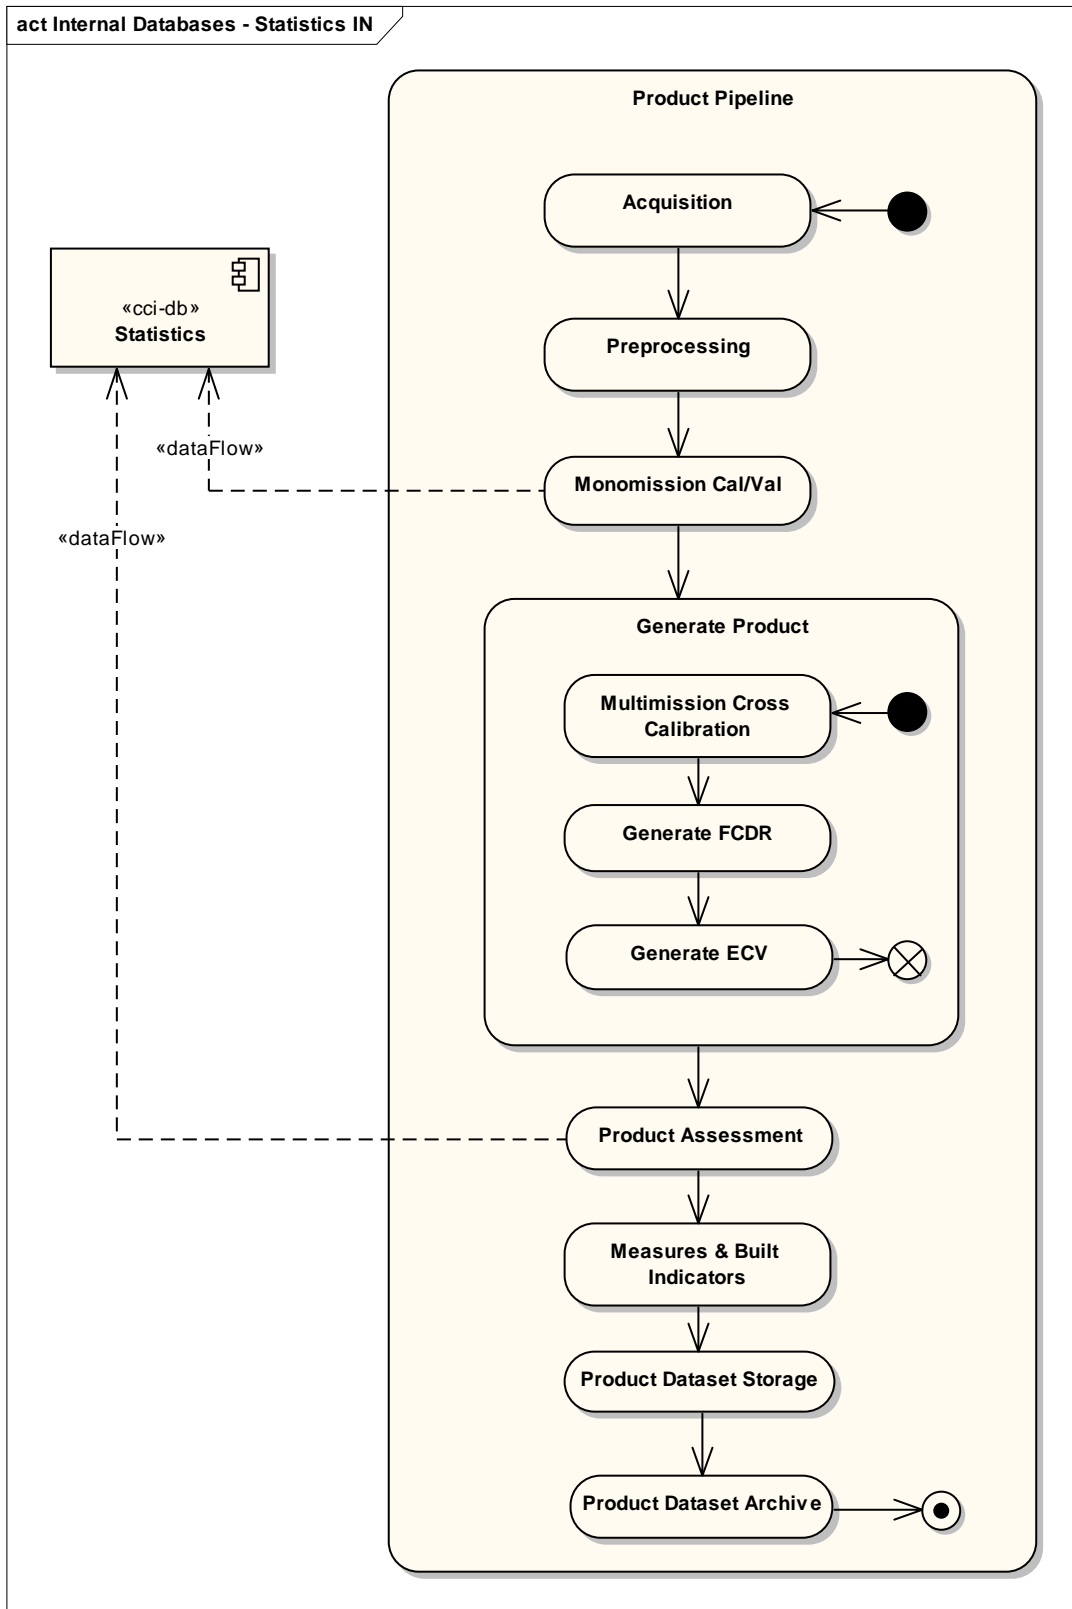 act Internal Databases - Statistics IN
Product Pipeline
Acquisition
«cci-db»
Statistics
Preprocessing
«dataFlow»
Monomission Cal/Val
«dataFlow»
Generate Product
Multimission Cross
Calibration
Generate FCDR
Generate ECV
Product Assessment
Measures & Built
Indicators
Product Dataset Storage
Product Dataset Archive